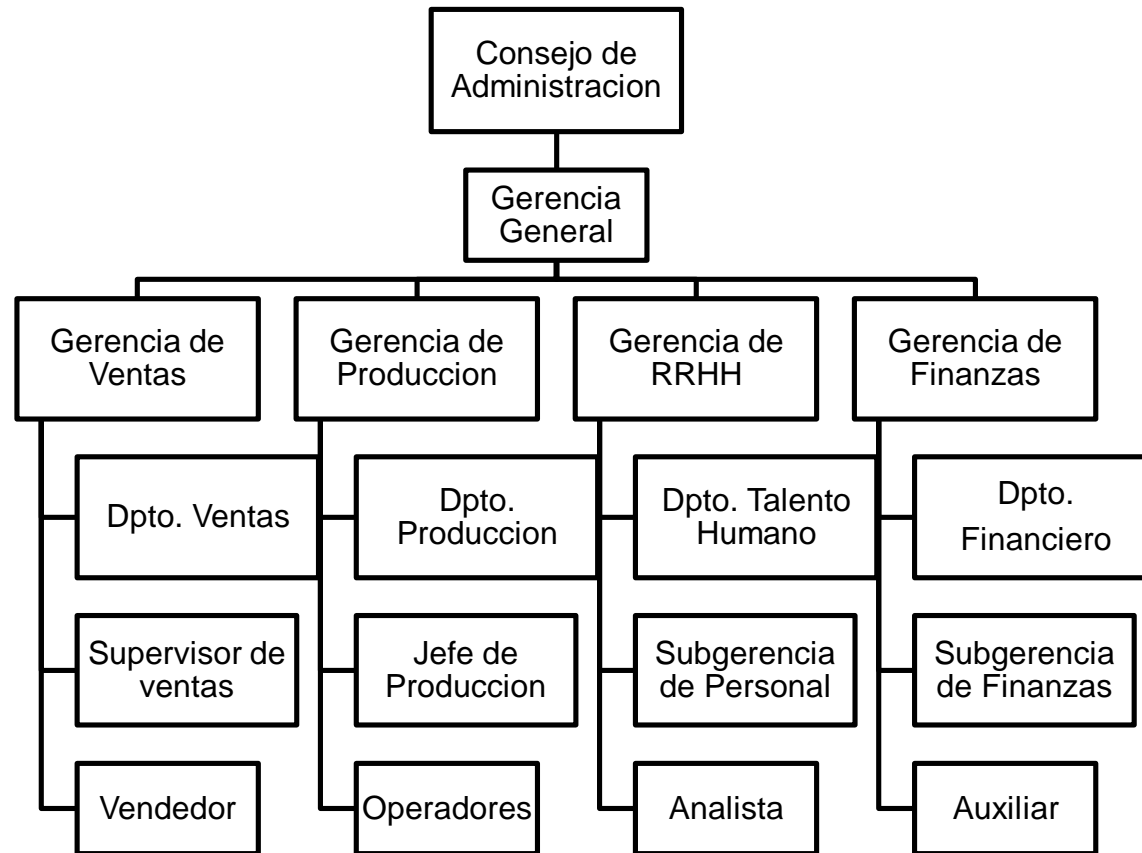 Consejo de
Administracion
Gerencia
General
Gerencia de
Ventas
Gerencia de
Produccion
Gerencia de
RRHH
Gerencia de
Finanzas
Dpto. Ventas
Dpto.
Produccion
Dpto. Talento
Humano
Dpto.
Financiero
Supervisor de
ventas
Jefe de
Produccion
Subgerencia
de Personal
Subgerencia
de Finanzas
Vendedor
Operadores
Analista
Auxiliar